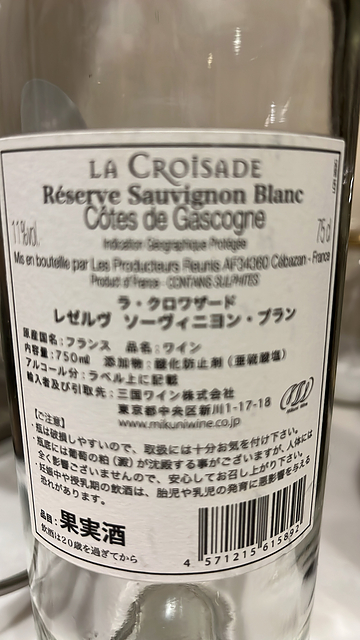 LA CROISADE
Réserve Sauvignon Blanc
Côtes de Gascogne
11%vol. 75 cl
Indication Géographique Protégée
Mis en bouteille par Les Producteurs Réunis AF34360 Cébazan - France
Product of France - CONTAINS SULPHITES
ラ・クロワザード
レゼルヴ ソーヴィニヨン・ブラン
原産国名：フランス 品名：ワイン
内容量：750㎖ 添加物：酸化防止剤（亜硫酸塩）
アルコール分：ラベル上に記載
輸入者及び引取先：三国ワイン株式会社
東京都中央区新川1-17-18
www.mikuniwine.co.jp
【ご注意】
・瓶は破損しやすいので、取扱には十分お気を付け下さい。
・瓶底には葡萄の粕（澱）が沈殿する事がございますが、人体には
全く影響ございませんので、安心してお召し上がり下さい。
・妊娠中や授乳期の飲酒は、胎児や乳児の発育に悪影響を与える
恐れがあります。
品目：果実酒
飲酒は20歳を過ぎてから
4 571215 615892